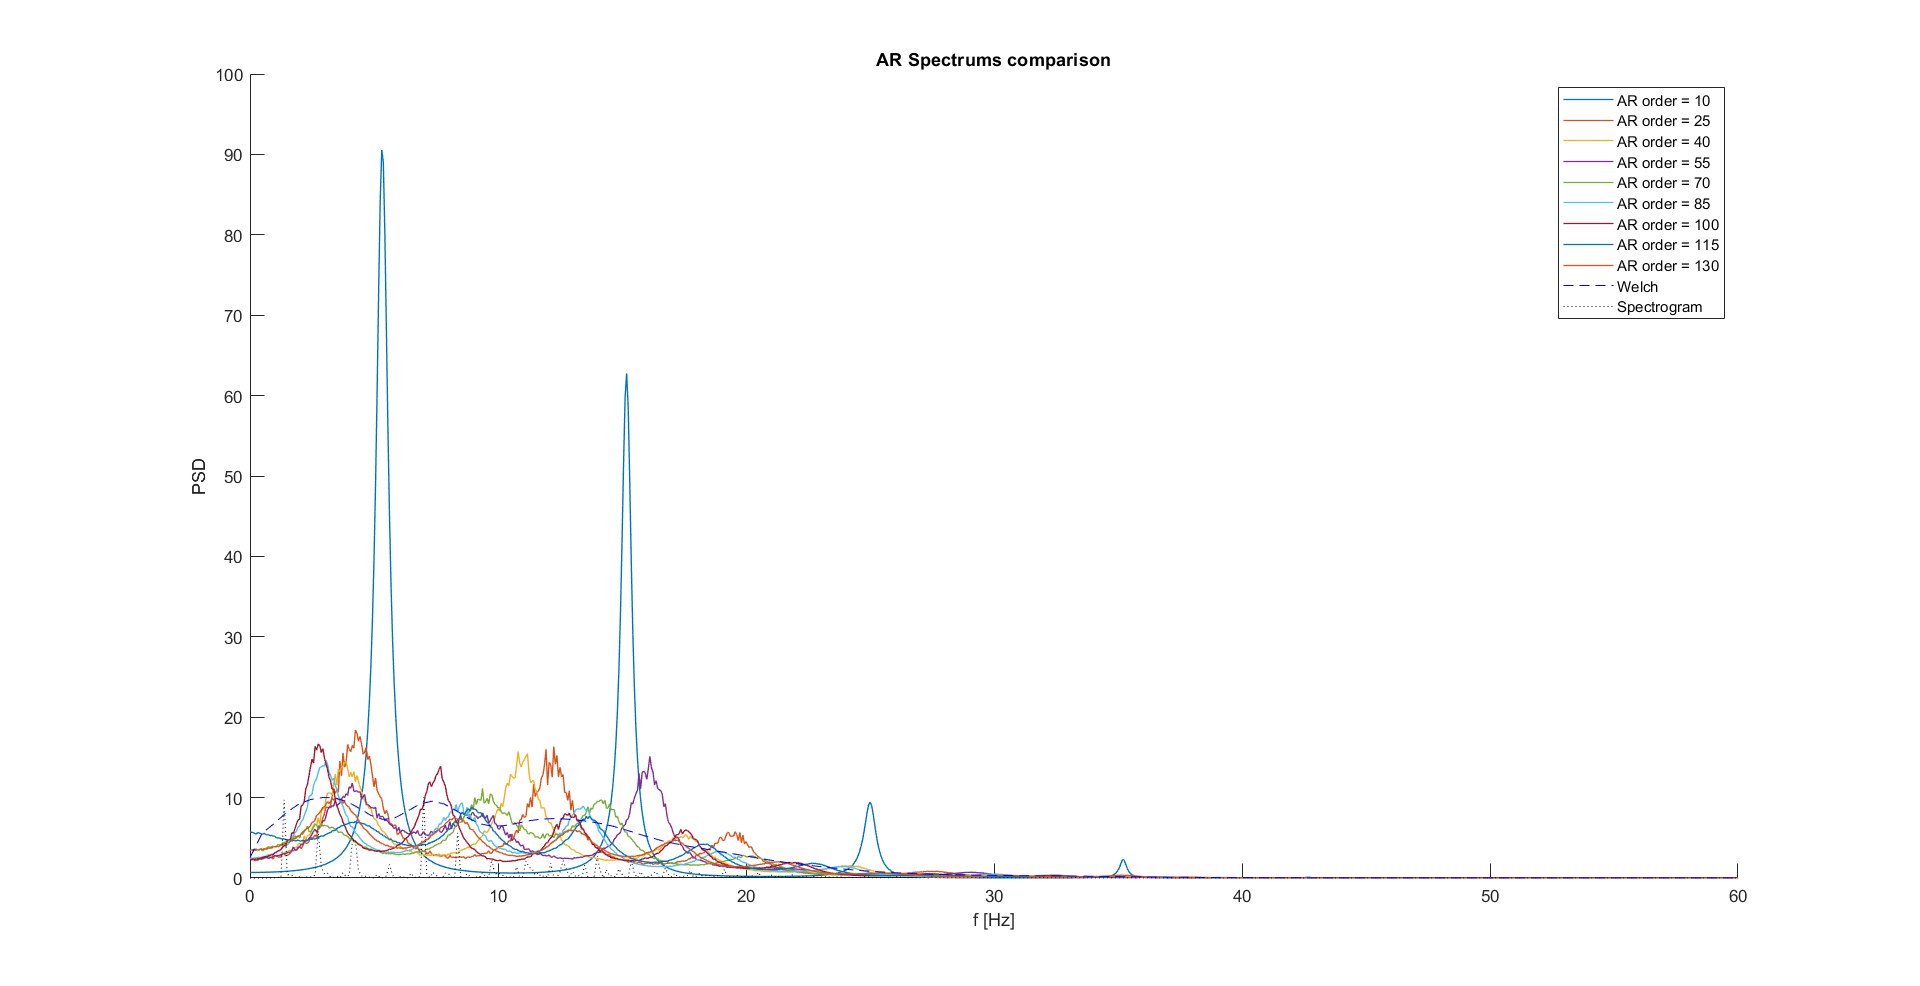 AR Spectrums comparison
100
90
80
70
60
50
40
30
20
10
0
PSD
0 10 20 30 40 50 60
f [Hz]
AR order = 10
AR order = 25
AR order = 40
AR order = 55
AR order = 70
AR order = 85
AR order = 100
AR order = 115
AR order = 130
Welch
Spectrogram